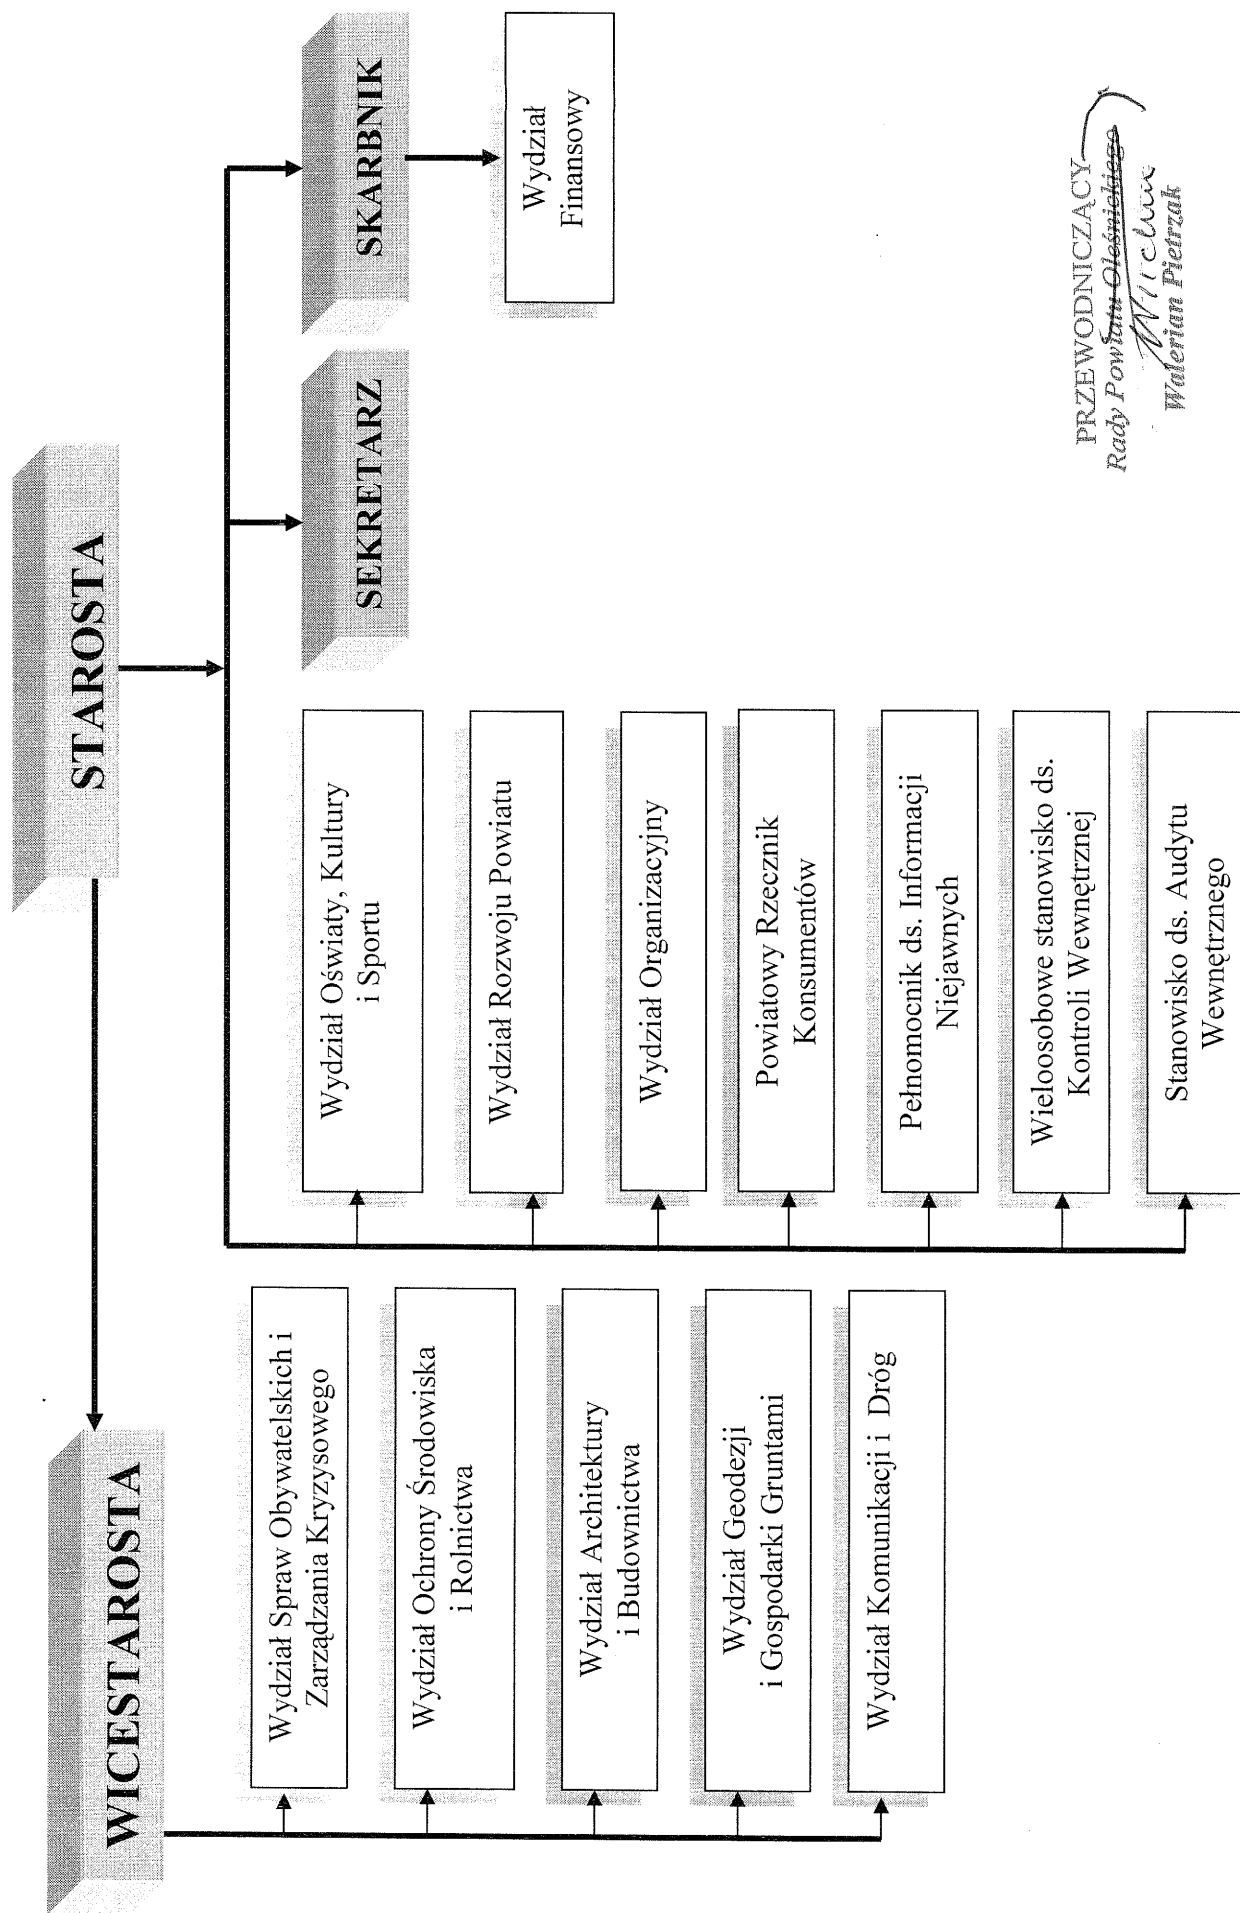 STAROSTA
WICESTAROSTA
Wydział Spraw Obywatelskich i
Zarządzania Kryzysowego
Wydział Ochrony Środowiska
i Rolnictwa
Wydział Architektury
i Budownictwa
Wydział Geodezji
i Gospodarki Gruntami
Wydział Komunikacji i Dróg
Wydział Oświaty, Kultury
i Sportu
Wydział Rozwoju Powiatu
Wydział Organizacyjny
Powiatowy Rzecznik
Konsumentów
Pełnomocnik ds. Informacji
Niejawnych
Wieloosobowe stanowisko ds.
Kontroli Wewnętrznej
Stanowisko ds. Audytu
Wewnętrznego
SEKRETARZ
SKARBNIK
Wydział
Finansowy
PRZEWODNICZĄCY
Rady Powiatu Oleśnickiego
Walerian Pietrzak